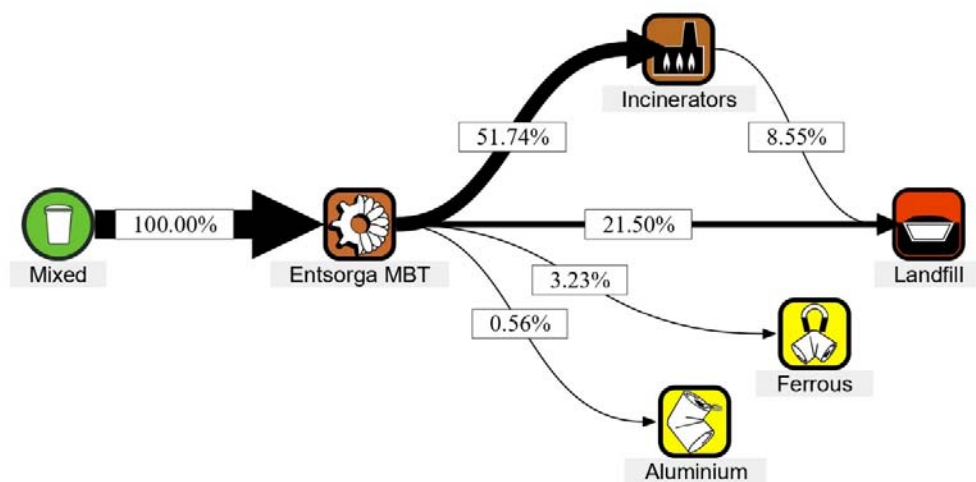 Incinerators
51.74%
8.55%
100.00%
21.50%
Mixed
Entsorga MBT
Landfill
3.23%
0.56%
Ferrous
Aluminium